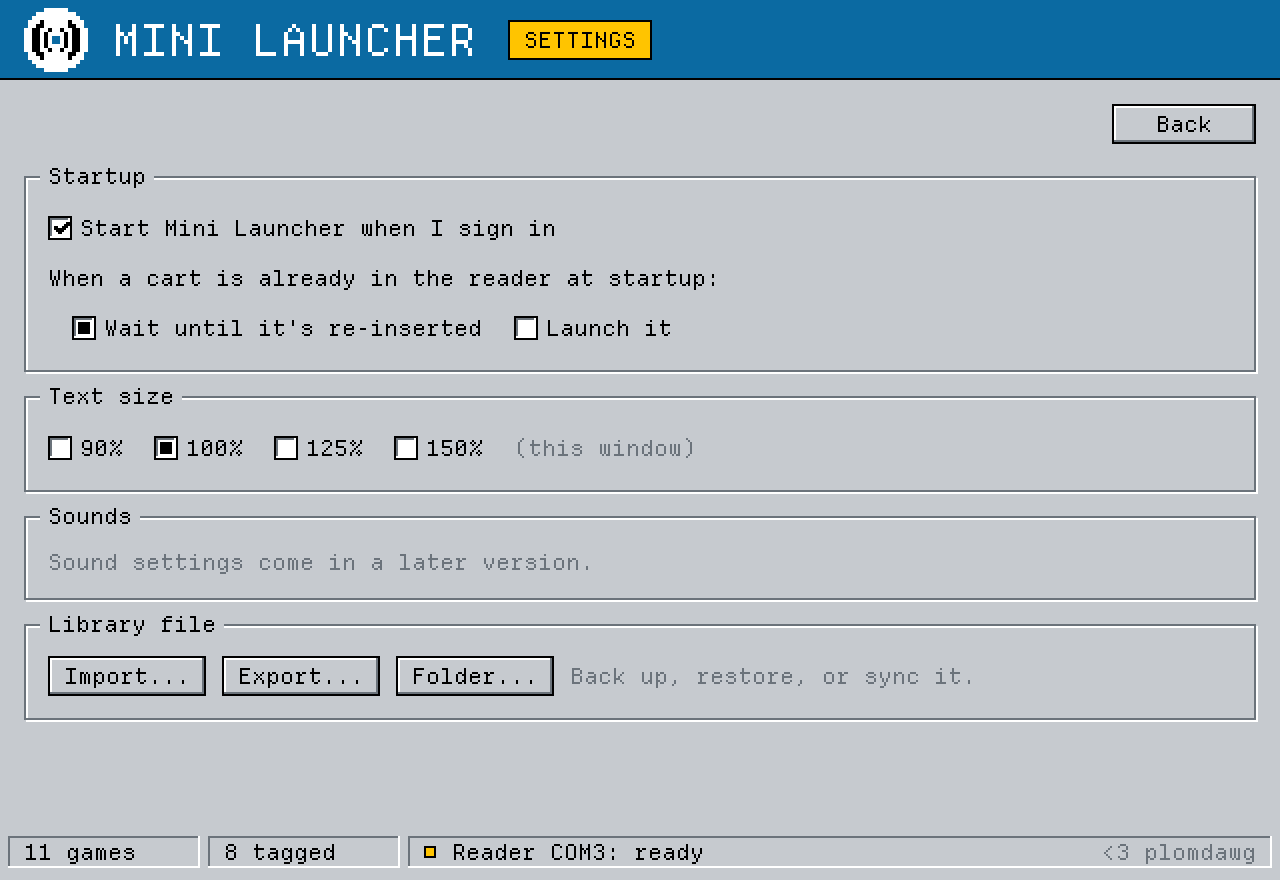 MINI LAUNCHER SETTINGS
Back
Startup
Start Mini Launcher when I sign in
When a cart is already in the reader at startup:
Wait until it's re-inserted Launch it
Text size
90% 100% 125% 150% (this window)
Sounds
Sound settings come in a later version.
Library file
Import... Export... Folder... Back up, restore, or sync it.
11 games 8 tagged Reader COM3: ready <3 plomdawg